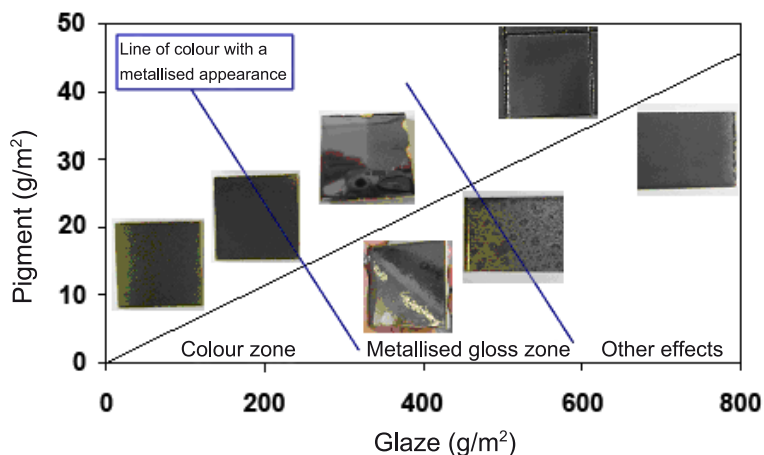 50
Line of colour with a
metallised appearance
40
30
20
10
0
Pigment (g/m²)
Colour zone
Metallised gloss zone
Other effects
0
200
400
600
800
Glaze (g/m²)